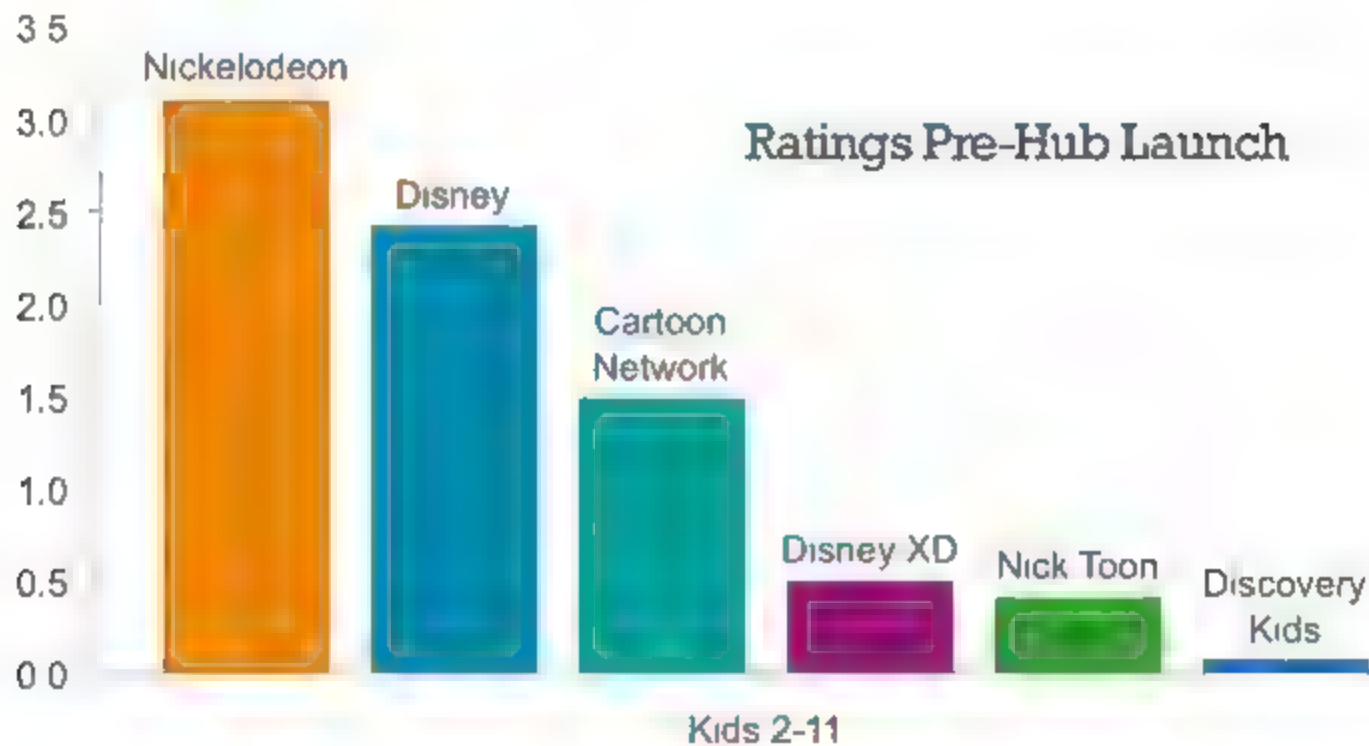 3 5
Nickelodeon
3.0
Ratings Pre-Hub Launch
Disney
2.5
2.0
Cartoon
Network
1.5
1.0
Disney XD
Nick Toon
Discovery
Kids
0.5
0 0
Kids 2-11